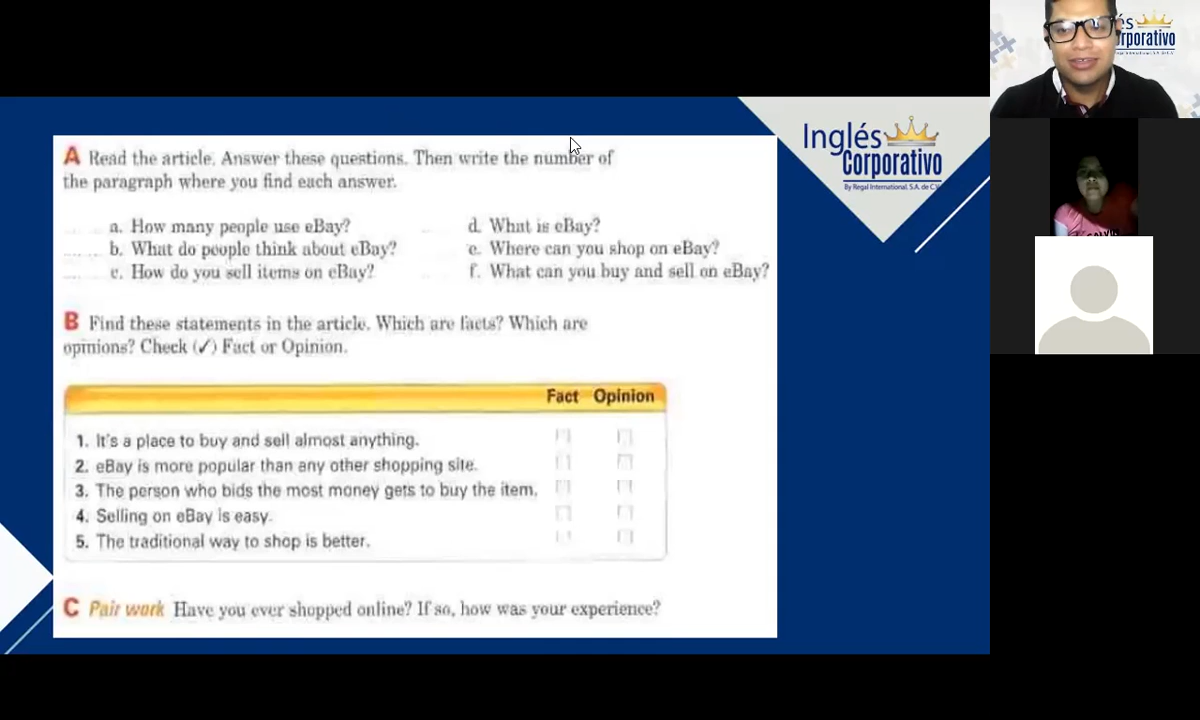 A Read the article. Answer these questions. Then write the number of
the paragraph where you find each answer.
a. How many people use eBay?
b. What do people think about eBay?
c. How do you sell items on eBay?
d. What is eBay?
e. Where can you shop on eBay?
f. What can you buy and sell on eBay?
B Find these statements in the article. Which are facts? Which are
opinions? Check (✓) Fact or Opinion.
Fact Opinion
1. It's a place to buy and sell almost anything.
2. eBay is more popular than any other shopping site.
3. The person who bids the most money gets to buy the item.
4. Selling on eBay is easy.
5. The traditional way to shop is better.
C Pair work Have you ever shopped online? If so, how was your experience?
Inglés
Corporativo
By Regal International, S.A. de C.V.
és
rporativo